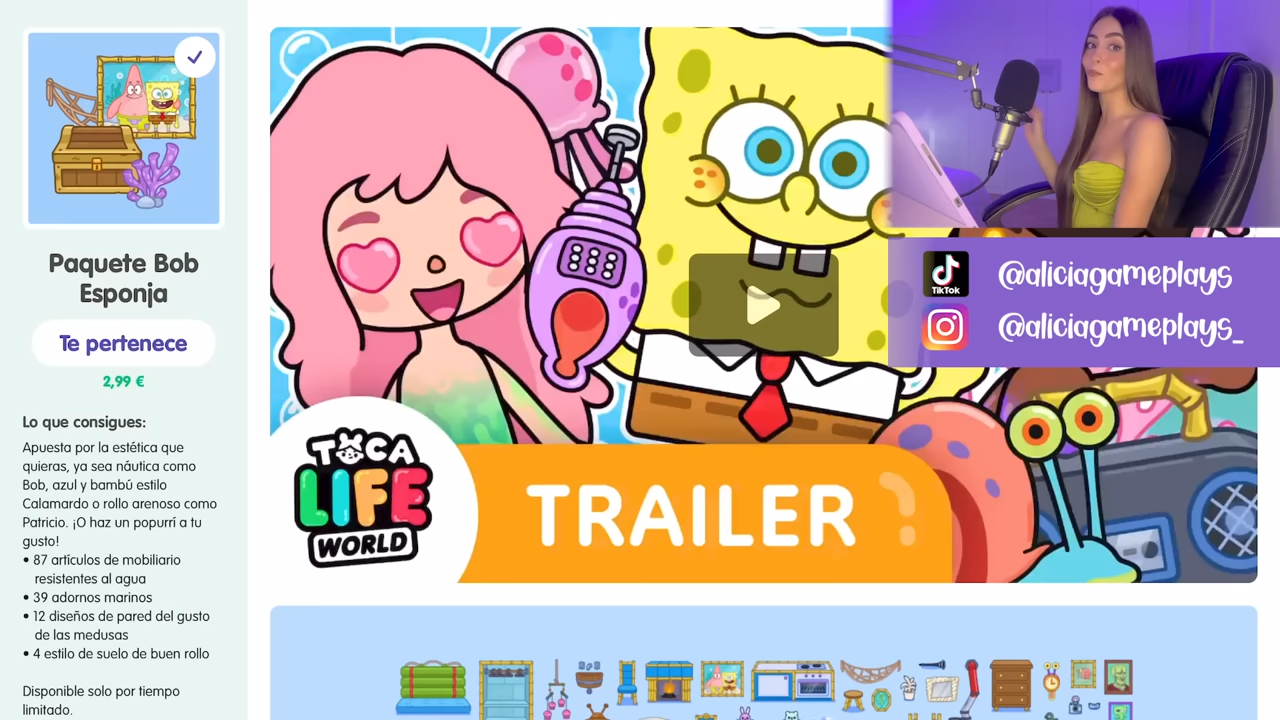 Paquete Bob
Esponja
Te pertenece
2,99 €
Lo que consigues:
Apuesta por la estética que
quieras, ya sea náutica como
Bob, azul y bambú estilo
Calamardo o rollo arenoso como
Patricio. ¡O haz un popurrí a tu
gusto!
• 87 artículos de mobiliario
resistentes al agua
• 39 adornos marinos
• 12 diseños de pared del gusto
de las medusas
• 4 estilo de suelo de buen rollo
Disponible solo por tiempo
limitado.
TOCA
LIFE
WORLD
TRAILER
TikTok
@aliciagameplays
@aliciagameplays_